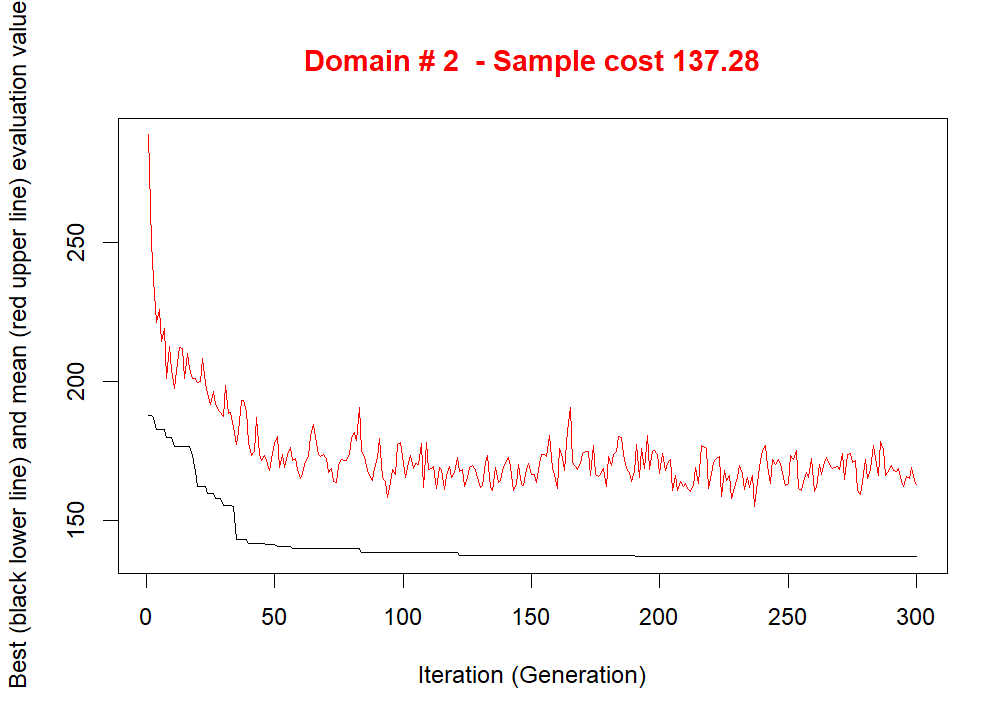 Domain # 2 - Sample cost 137.28
Best (black lower line) and mean (red upper line) evaluation value
250
200
150
0 50 100 150 200 250 300
Iteration (Generation)